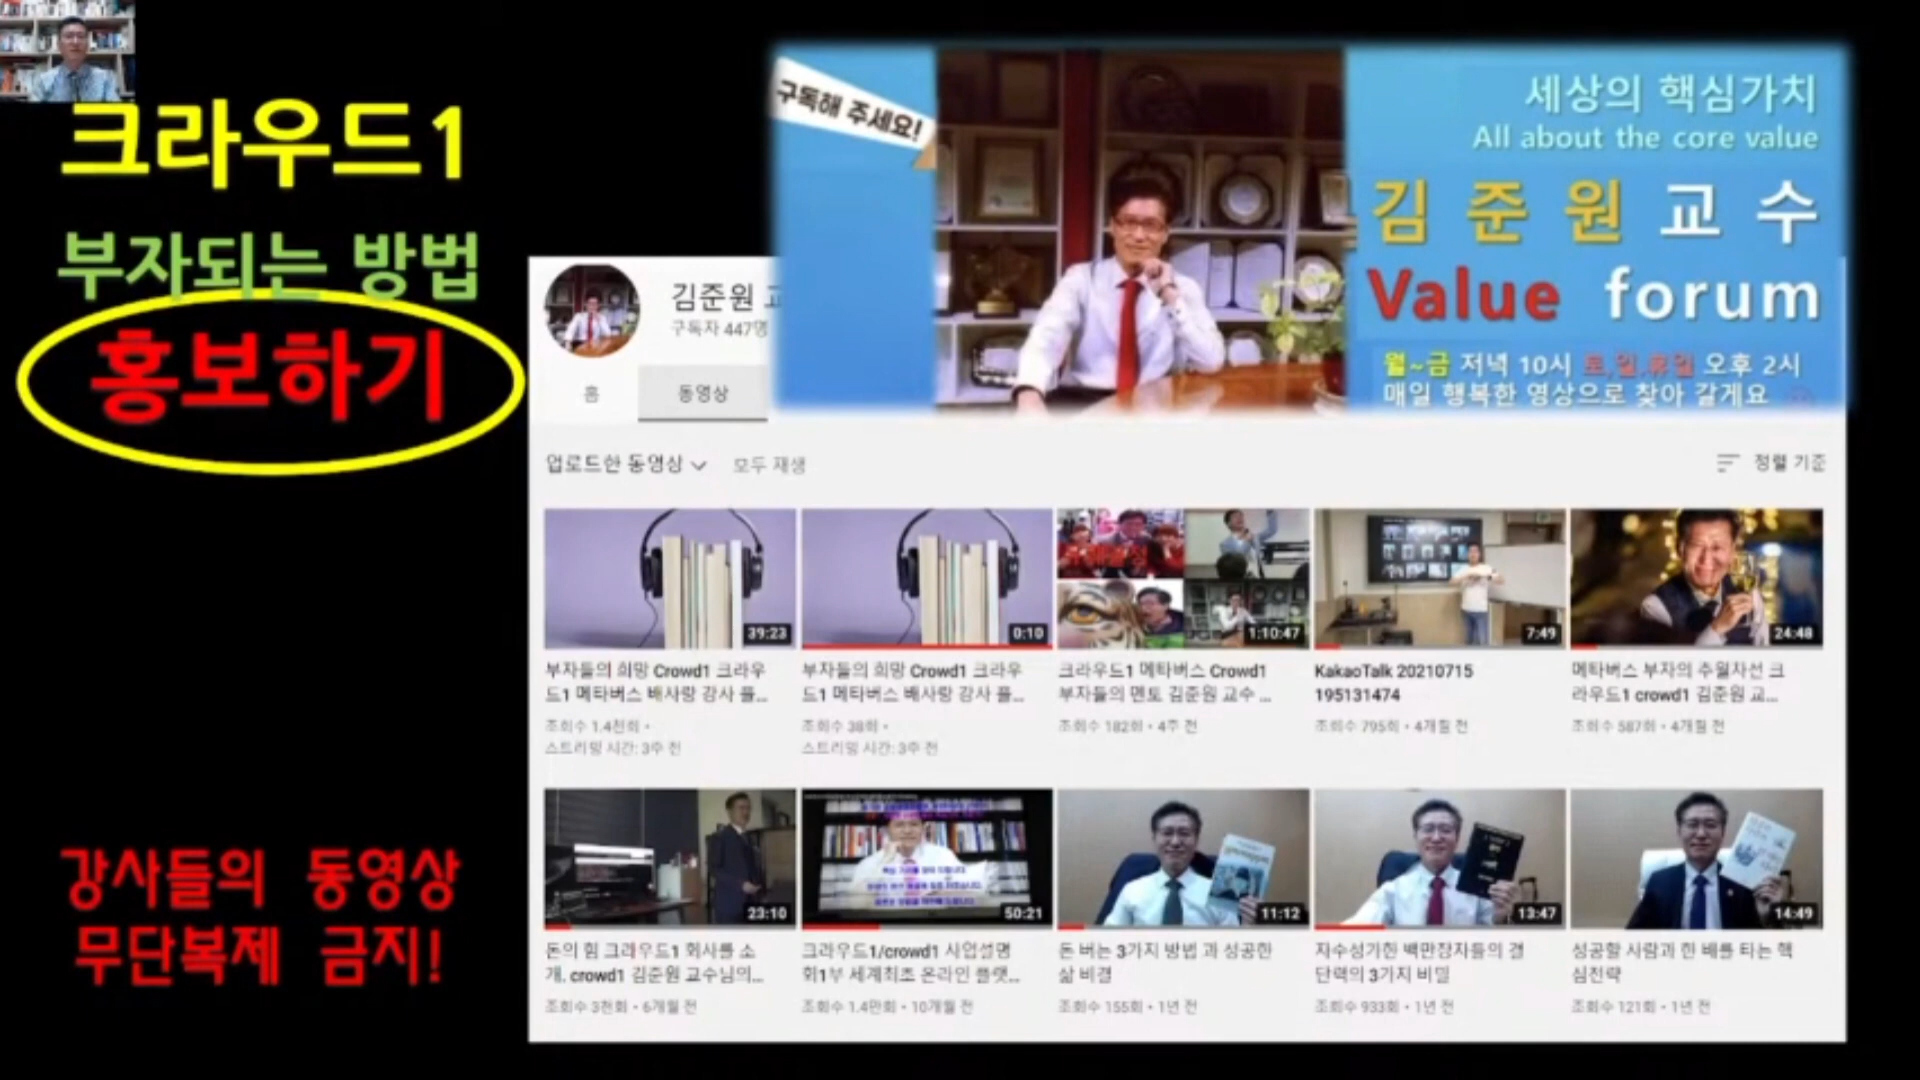 크라우드1
부자되는 방법
홍보하기
강사들의 동영상
무단복제 금지!
구독해 주세요!
세상의 핵심가치
All about the core value
김준원 교수
Value forum
월~금 저녁 10시 토,일,휴일 오후 2시
매일 행복한 영상으로 찾아 갈게요
김준원 교
구독자 447명
홈
동영상
업로드한 동영상
모두 재생
정렬 기준
39:23
부자들의 희망 Crowd1 크라우
드1 메타버스 배사랑 강사 플...
조회수 1.4천회 •
스트리밍 시간: 3주 전
0:10
부자들의 희망 Crowd1 크라우
드1 메타버스 배사랑 강사 플...
조회수 38회 •
스트리밍 시간: 3주 전
1:10:47
크라우드1 메타버스 Crowd1
부자들의 멘토 김준원 교수 ...
조회수 182회 • 4주 전
7:49
KakaoTalk 20210715
195131474
조회수 795회 • 4개월 전
24:48
메타버스 부자의 추월차선 크
라우드1 crowd1 김준원 교...
조회수 587회 • 4개월 전
23:10
돈의 힘 크라우드1 회사를 소
개. crowd1 김준원 교수님의...
조회수 3천회 • 6개월 전
50:21
크라우드1/crowd1 사업설명
회1부 세계최초 온라인 플랫...
조회수 1.4만회 • 10개월 전
11:12
돈 버는 3가지 방법 과 성공한
삶 비결
조회수 155회 • 1년 전
13:47
자수성가한 백만장자들의 결
단력의 3가지 비밀
조회수 933회 • 1년 전
14:49
성공할 사람과 한 배를 타는 핵
심전략
조회수 121회 • 1년 전